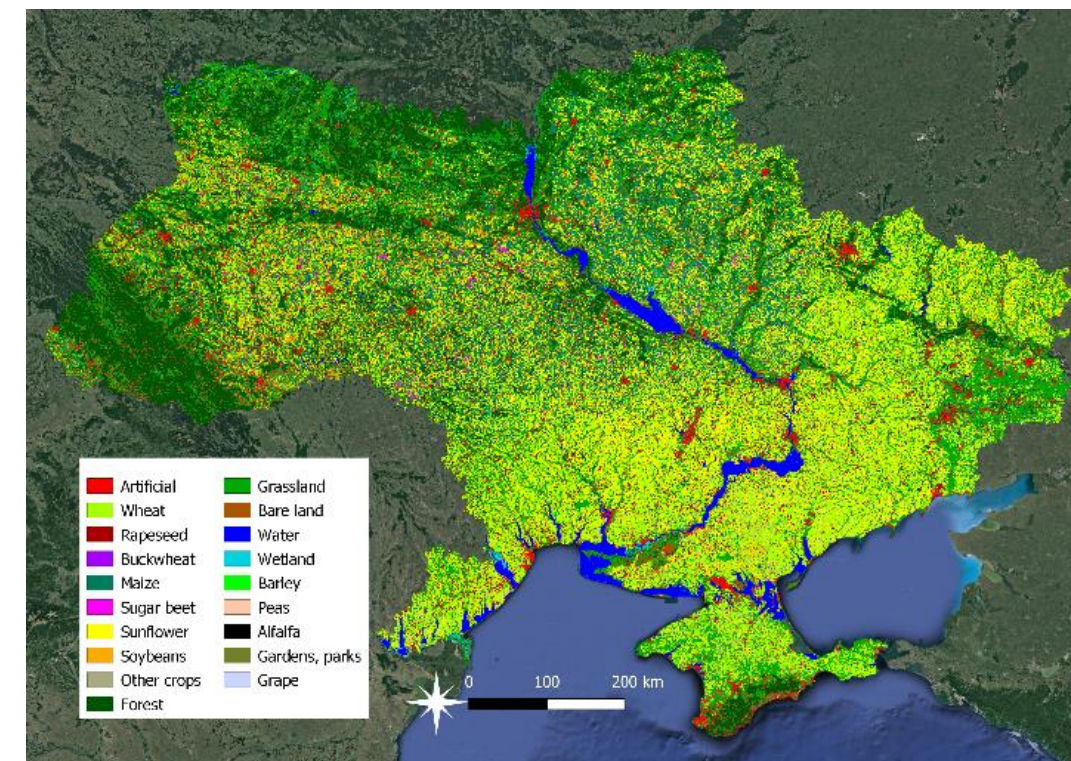 Artificial
Wheat
Rapeseed
Buckwheat
Maize
Sugar beet
Sunflower
Soybeans
Other crops
Forest
Grassland
Bare land
Water
Wetland
Barley
Peas
Alfalfa
Gardens, parks
Grape
0 100 200 km